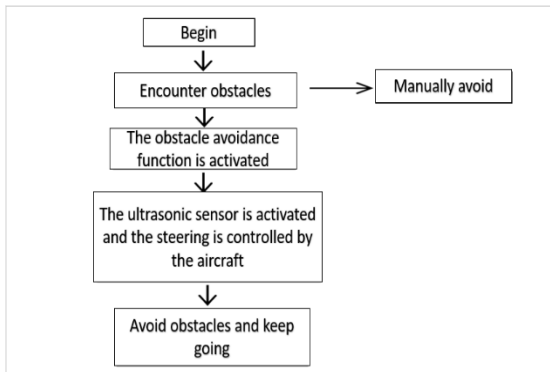 Begin
Encounter obstacles
Manually avoid
The obstacle avoidance
function is activated
The ultrasonic sensor is activated
and the steering is controlled by
the aircraft
Avoid obstacles and keep
going